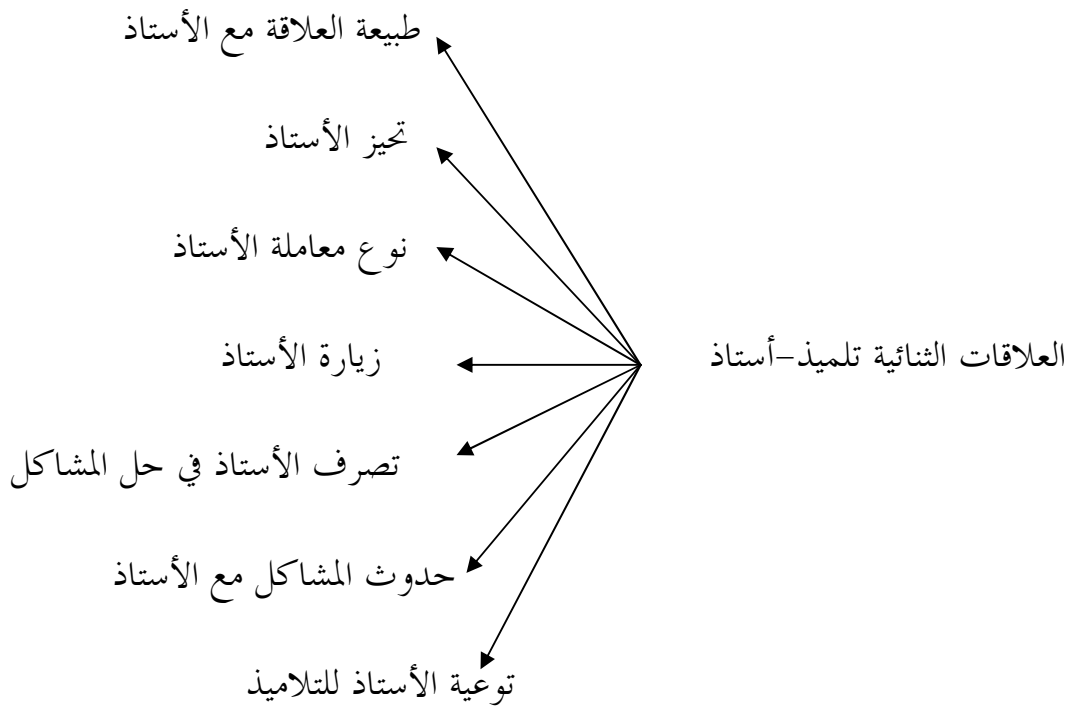 طبيعة العلاقة مع الأستاذ
تحيز الأستاذ
نوع معاملة الأستاذ
العلاقات الثنائية تلميذ–أستاذ
زيارة الأستاذ
تصرف الأستاذ في حل المشاكل
حدوث المشاكل مع الأستاذ
توعية الأستاذ للتلاميذ